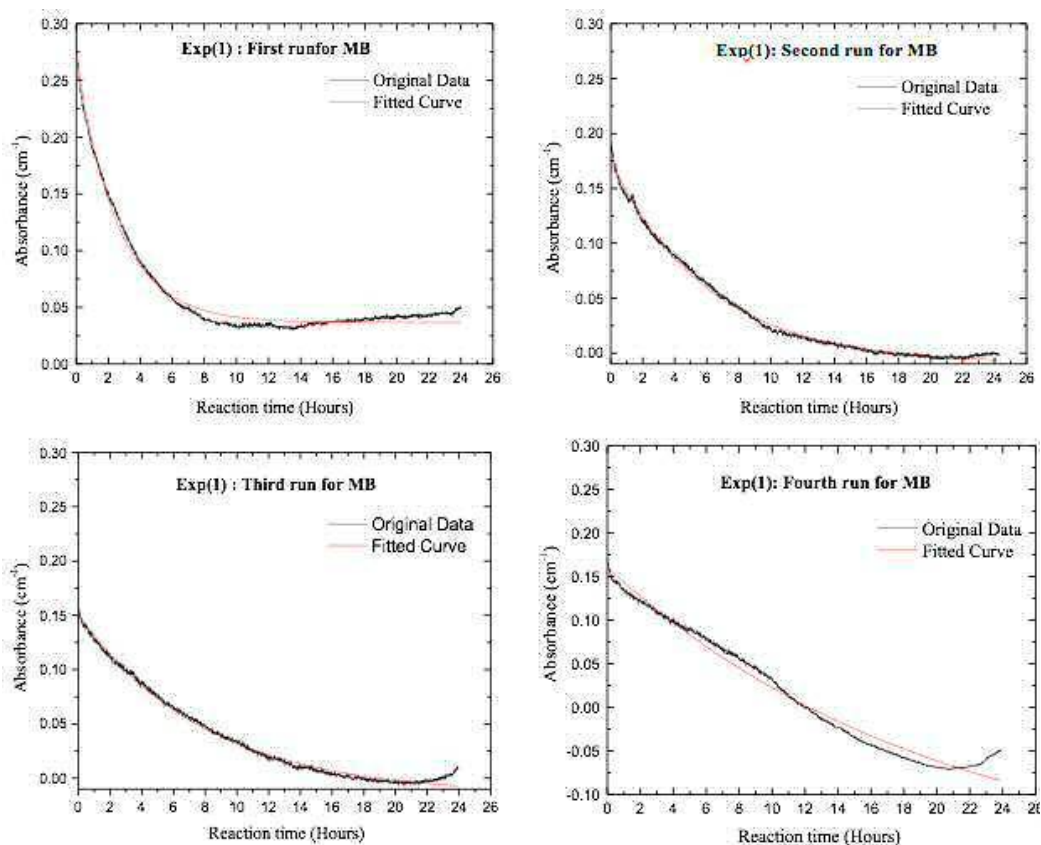 Exp(1) : First runfor MB
Original Data
Fitted Curve
Absorbance (cm⁻¹)
0.30
0.25
0.20
0.15
0.10
0.05
0.00
0 2 4 6 8 10 12 14 16 18 20 22 24 26
Reaction time (Hours)
Exp(1): Second run for MB
Original Data
Fitted Curve
Absorbance (cm⁻¹)
0.30
0.25
0.20
0.15
0.10
0.05
0.00
0 2 4 6 8 10 12 14 16 18 20 22 24 26
Reaction time (Hours)
Exp(1) : Third run for MB
Original Data
Fitted Curve
Absorbance (cm⁻¹)
0.30
0.25
0.20
0.15
0.10
0.05
0.00
0 2 4 6 8 10 12 14 16 18 20 22 24 26
Reaction time (Hours)
Exp(1): Fourth run for MB
Original Data
Fitted Curve
Absorbance (cm⁻¹)
0.30
0.25
0.20
0.15
0.10
0.05
0.00
-0.05
-0.10
0 2 4 6 8 10 12 14 16 18 20 22 24 26
Reaction time (Hours)